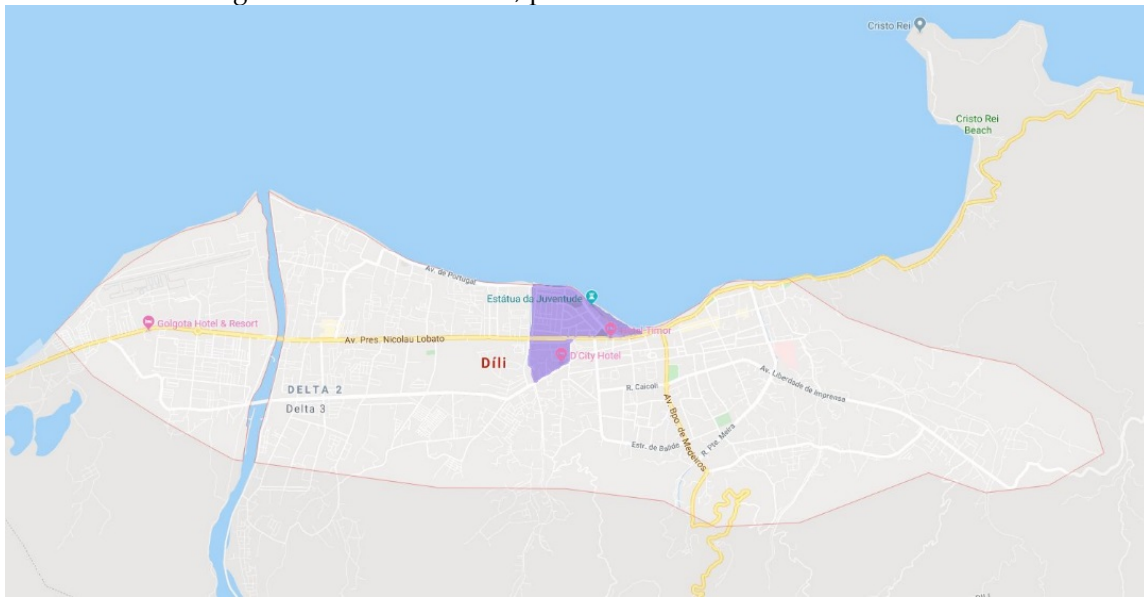 Cristo Rei
Cristo Rei
Beach
Av. de Portugal
Estátua da Juventude
Golgota Hotel & Resort
Timor
Av. Pres. Nicolau Lobato
D'City Hotel
Díli
Av. Liberdade de Imprensa
DELTA 2
R. Caicoli
Delta 3
Av. Bpo. de Medeiros
R. Pte. Meira
Estr. de Balide